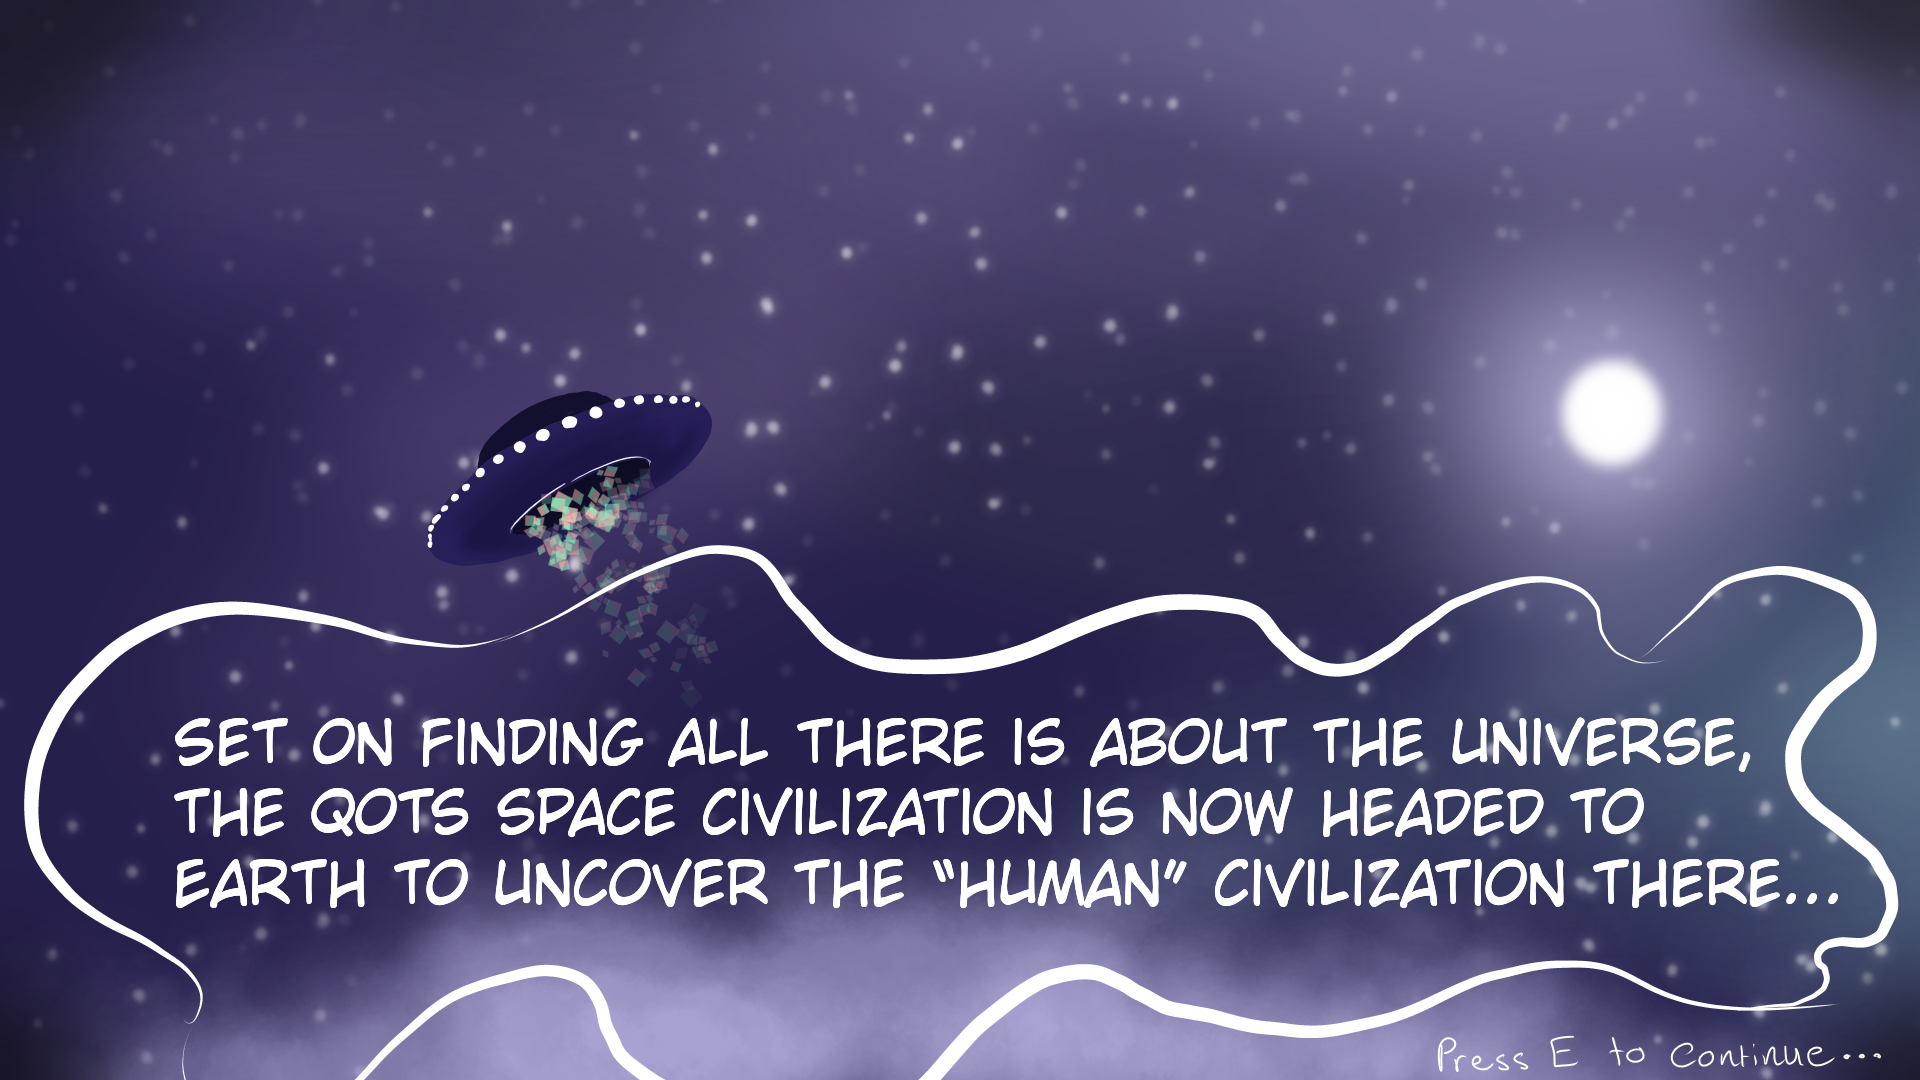 SET ON FINDING ALL THERE IS ABOUT THE UNIVERSE,
THE QOTS SPACE CIVILIZATION IS NOW HEADED TO
EARTH TO UNCOVER THE “HUMAN” CIVILIZATION THERE...
Press E to Continue...